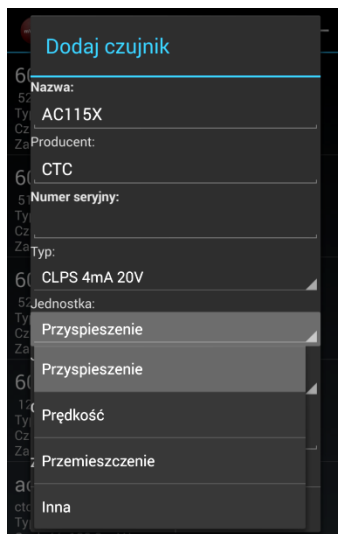 Dodaj czujnik
Nazwa:
AC115X
Producent:
CTC
Numer seryjny:
Typ:
CLPS 4mA 20V
Jednostka:
Przyspieszenie
Przyspieszenie
Prędkość
Przemieszczenie
Inna